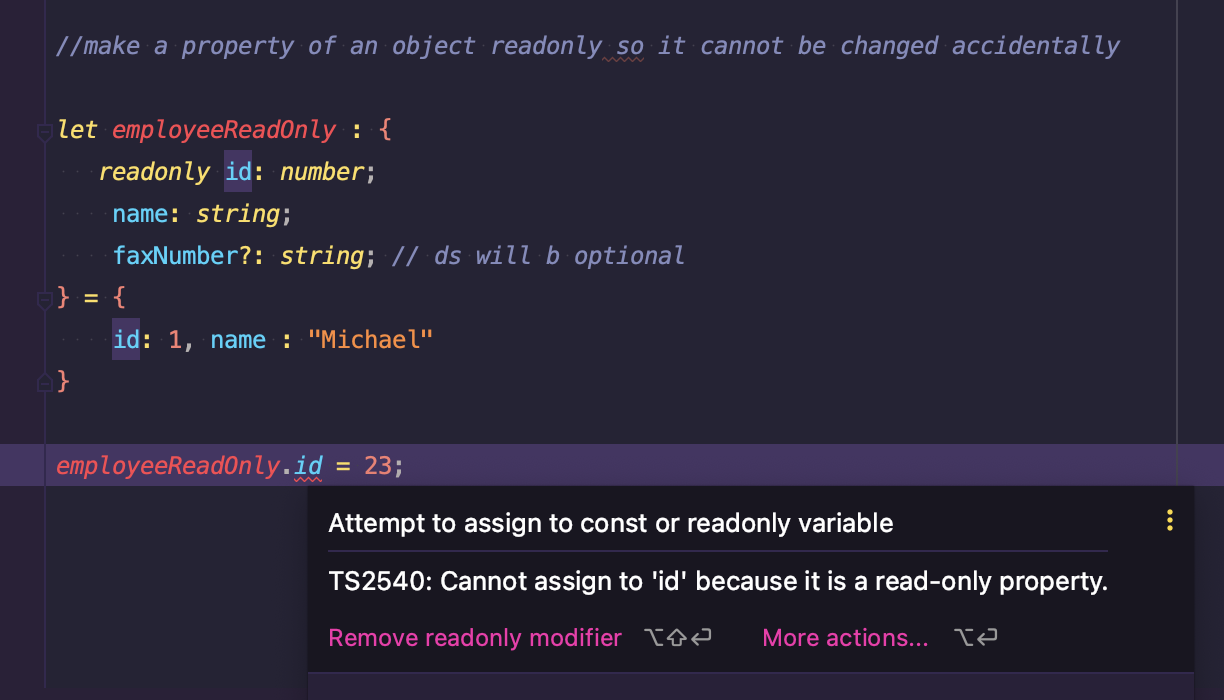 //make a property of an object readonly so it cannot be changed accidentally
let employeeReadOnly : {
readonly id: number;
name: string;
faxNumber?: string; // ds will b optional
} = {
id: 1, name : "Michael"
}
employeeReadOnly.id = 23;
Attempt to assign to const or readonly variable
TS2540: Cannot assign to 'id' because it is a read-only property.
Remove readonly modifier ⌥⇧⏎ More actions... ⌥⏎